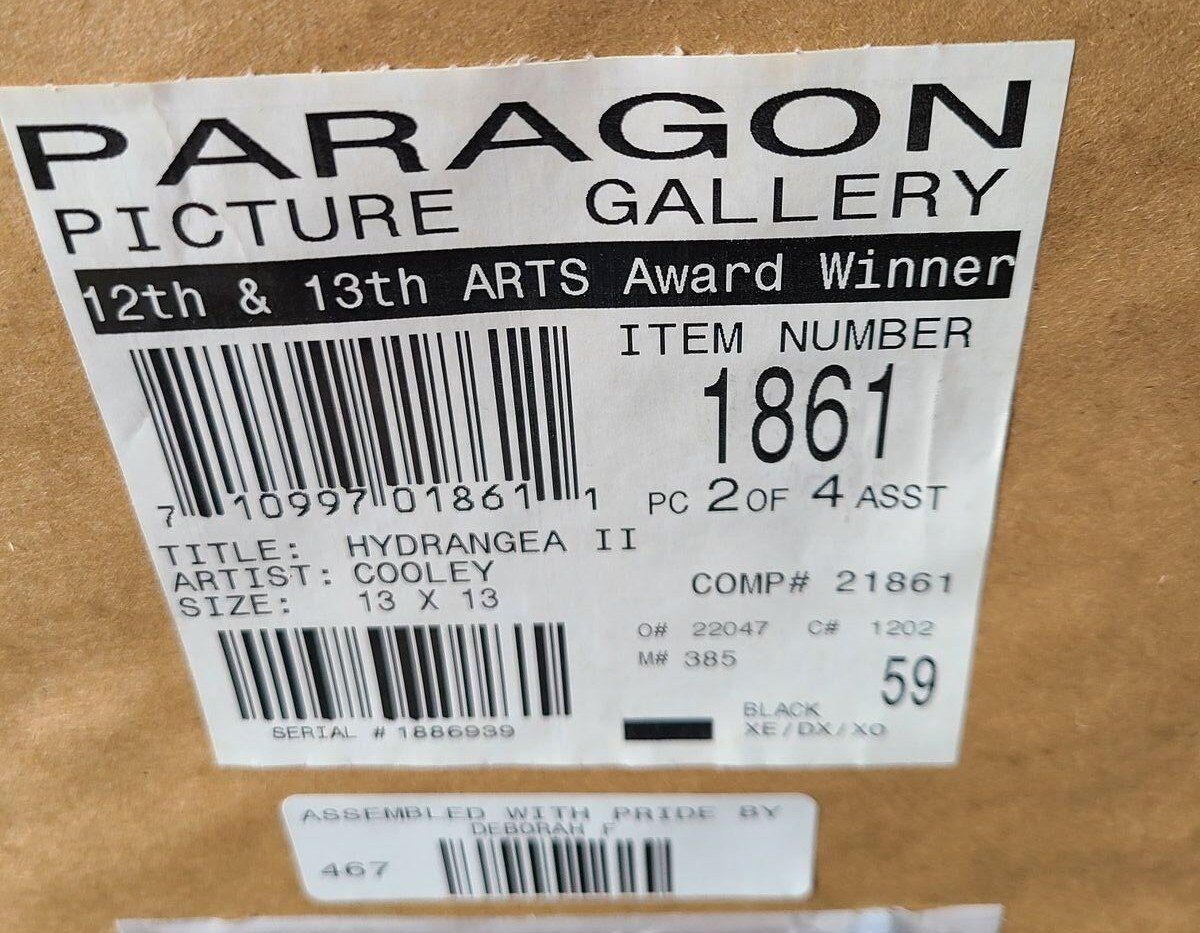 PARAGON
PICTURE GALLERY
12th & 13th ARTS Award Winner
ITEM NUMBER
1861
7 10997 01861 1
PC 2 OF 4 ASST
TITLE: HYDRANGEA II
ARTIST: COOLEY
SIZE: 13 X 13
COMP# 21861
O# 22047 C# 1202
M# 385
59
BLACK
XE/DX/XO
SERIAL # 1886939
ASSEMBLED WITH PRIDE BY
DEBORAH F
467